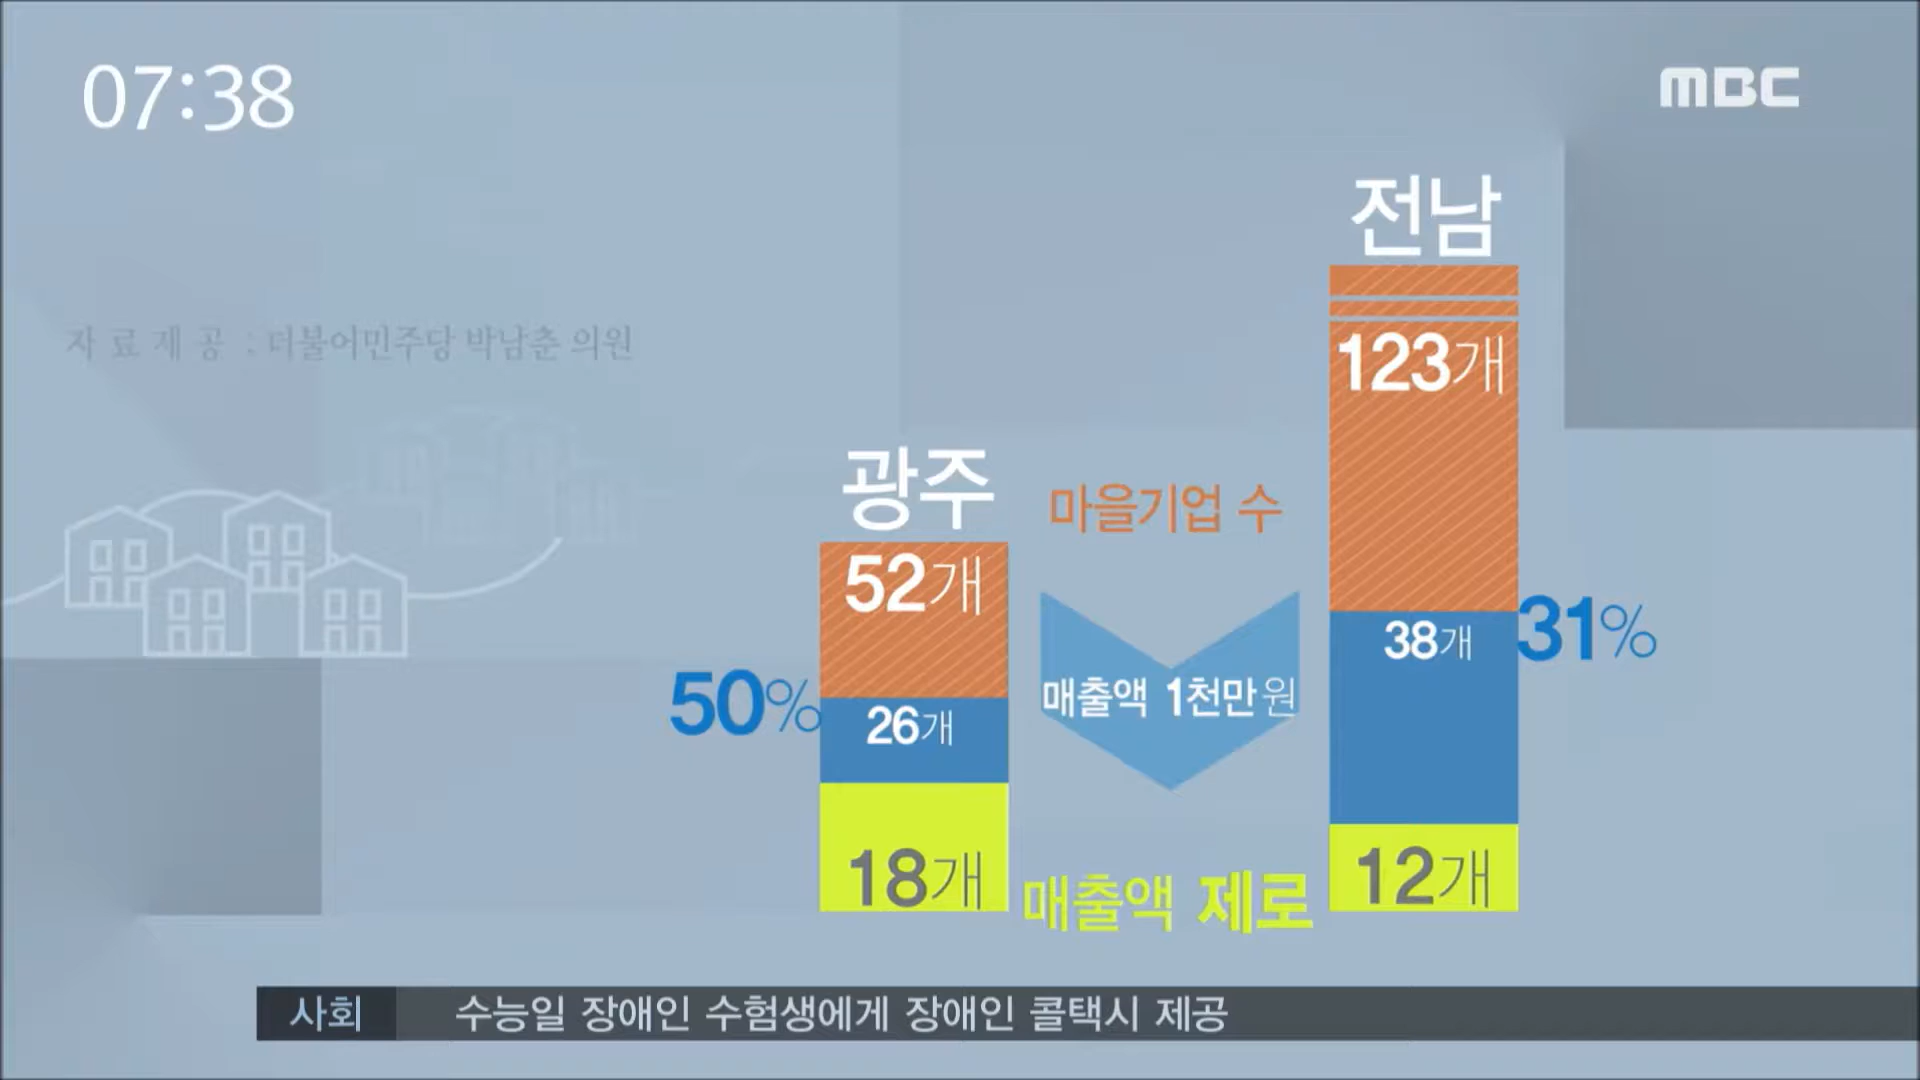 07:38
MBC
전남
123개
자료제공 : 더불어민주당 박남춘 의원
광주
마을기업 수
52개
38개
31%
50%
26개
매출액 1천만원
18개
매출액 제로
12개
사회
수능일 장애인 수험생에게 장애인 콜택시 제공